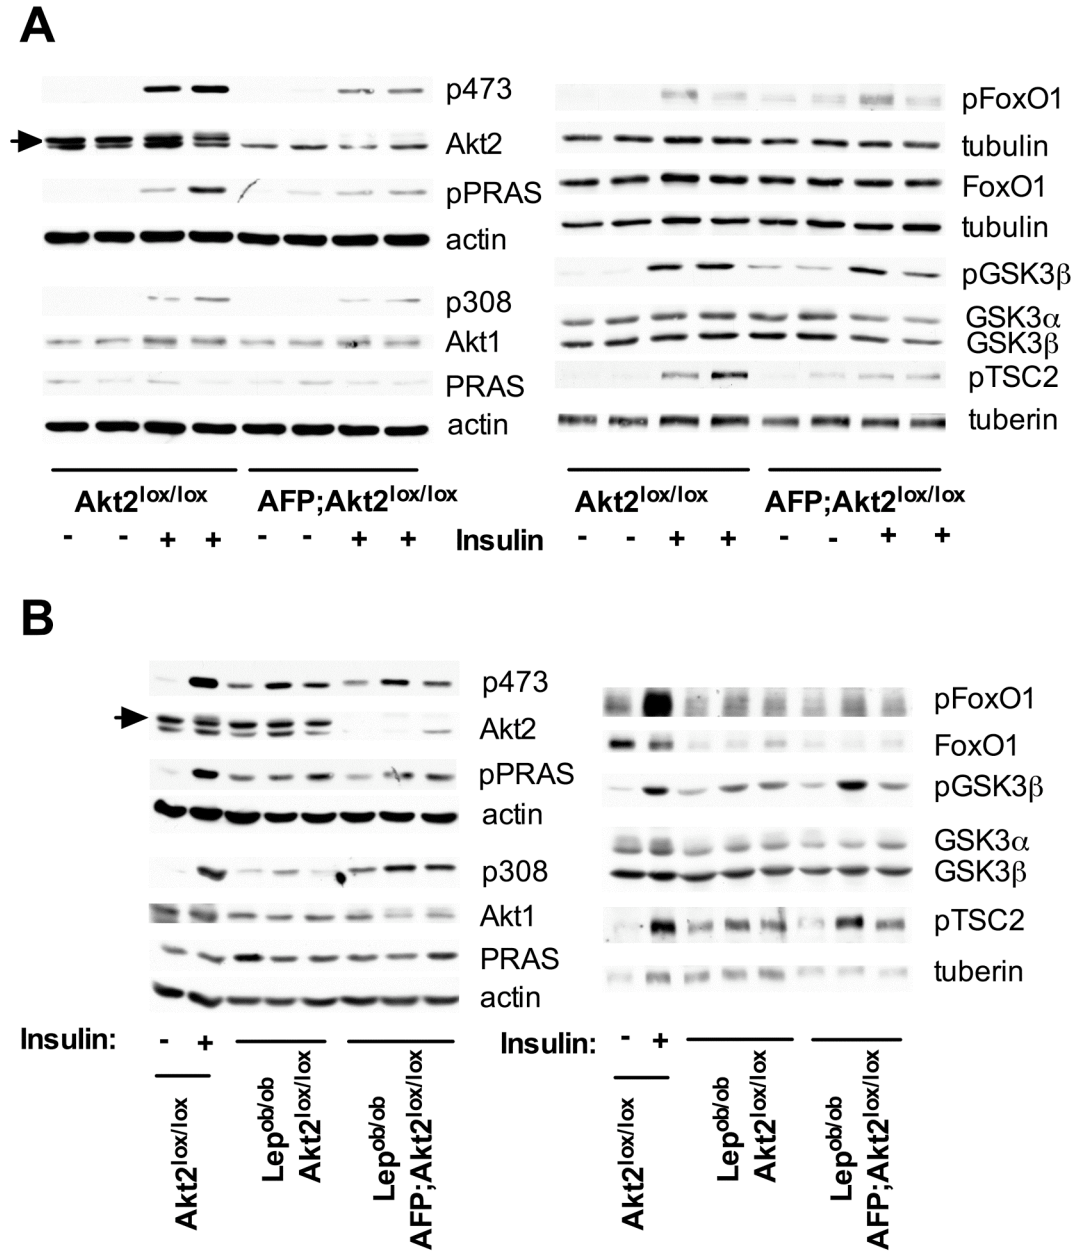 A
p473
Akt2
pPRAS
actin
p308
Akt1
PRAS
actin
Akt2lox/lox AFP;Akt2lox/lox
- - + + - - + + Insulin
pFoxO1
tubulin
FoxO1
tubulin
pGSK3β
GSK3α
GSK3β
pTSC2
tuberin
Akt2lox/lox AFP;Akt2lox/lox
- - + + - - + +
B
p473
Akt2
pPRAS
actin
p308
Akt1
PRAS
actin
Insulin: - +
Akt2lox/lox
Lepob/ob
Akt2lox/lox
Lepob/ob
AFP;Akt2lox/lox
pFoxO1
FoxO1
pGSK3β
GSK3α
GSK3β
pTSC2
tuberin
Insulin: - +
Akt2lox/lox
Lepob/ob
Akt2lox/lox
Lepob/ob
AFP;Akt2lox/lox